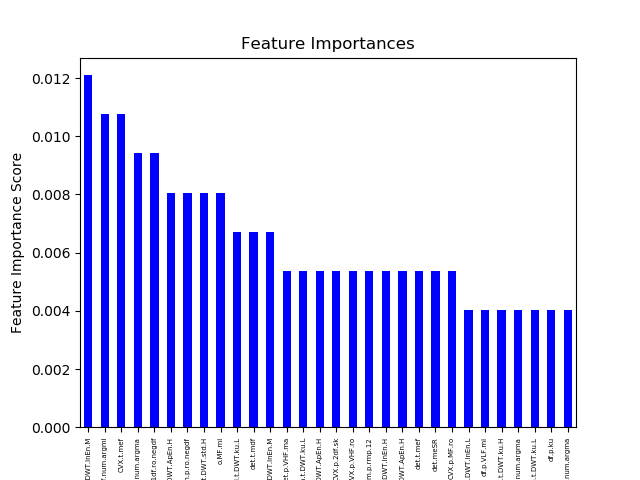 Feature Importances
Feature Importance Score
0.012
0.010
0.008
0.006
0.004
0.002
0.000
DWT.InEn.M
.num.argmi
CVX.t.mef
num.argma
1df.ro.negdf
DWT.ApEn.H
n.p.ro.negdf
t.DWT.std.H
o.MF.mi
.t.DWT.ku.L
det.t.mdf
DWT.InEn.M
et.p.VHF.ma
.t.DWT.ku.L
DWT.ApEn.H
CVX.p.2df.sk
VX.p.VHF.ro
m.p.rmp.12
DWT.InEn.H
DWT.ApEn.H
det.t.mef
det.meSR
CVX.p.MF.ro
.DWT.InEn.L
df.p.VLF.mi
.t.DWT.ku.H
num.argma
.t.DWT.ku.L
df.p.ku
num.argma